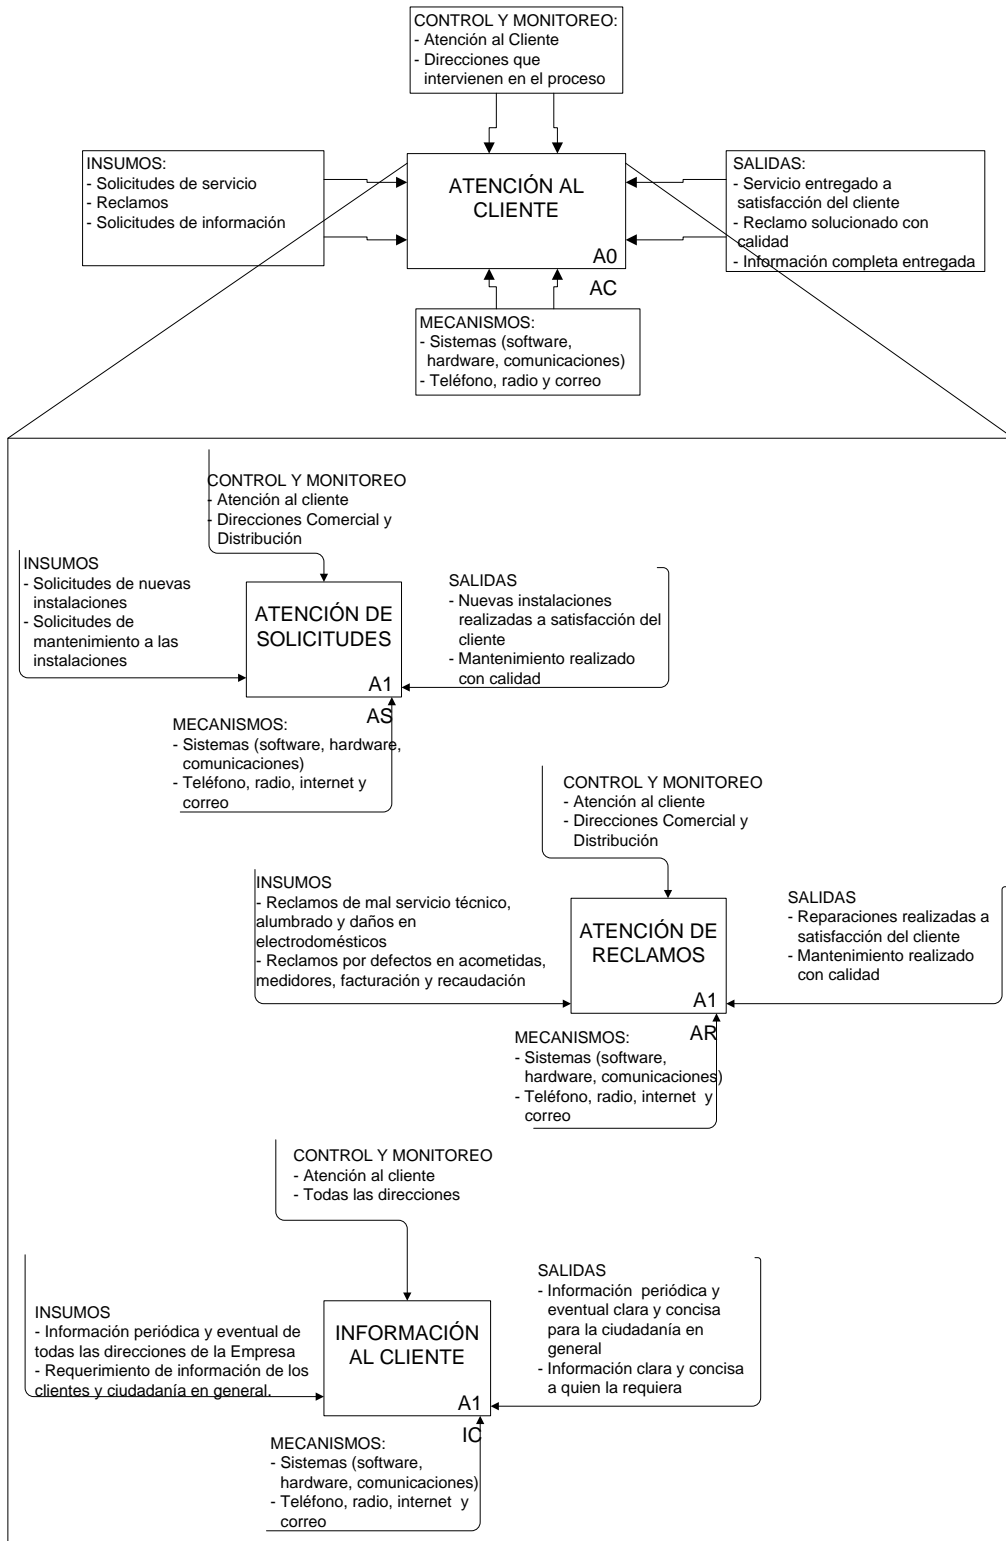 CONTROL Y MONITOREO:
- Atención al Cliente
- Direcciones que
intervienen en el proceso
INSUMOS:
- Solicitudes de servicio
- Reclamos
- Solicitudes de información
ATENCIÓN AL
CLIENTE
A0
AC
SALIDAS:
- Servicio entregado a
satisfacción del cliente
- Reclamo solucionado con
calidad
- Información completa entregada
MECANISMOS:
- Sistemas (software,
hardware, comunicaciones)
- Teléfono, radio y correo
CONTROL Y MONITOREO
- Atención al cliente
- Direcciones Comercial y
Distribución
INSUMOS
- Solicitudes de nuevas
instalaciones
- Solicitudes de
mantenimiento a las
instalaciones
ATENCIÓN DE
SOLICITUDES
A1
AS
SALIDAS
- Nuevas instalaciones
realizadas a satisfacción del
cliente
- Mantenimiento realizado
con calidad
MECANISMOS:
- Sistemas (software, hardware,
comunicaciones)
- Teléfono, radio, internet y
correo
CONTROL Y MONITOREO
- Atención al cliente
- Direcciones Comercial y
Distribución
INSUMOS
- Reclamos de mal servicio técnico,
alumbrado y daños en
electrodomésticos
- Reclamos por defectos en acometidas,
medidores, facturación y recaudación
ATENCIÓN DE
RECLAMOS
A1
AR
SALIDAS
- Reparaciones realizadas a
satisfacción del cliente
- Mantenimiento realizado
con calidad
MECANISMOS:
- Sistemas (software,
hardware, comunicaciones)
- Teléfono, radio, internet y
correo
CONTROL Y MONITOREO
- Atención al cliente
- Todas las direcciones
INSUMOS
- Información periódica y eventual de
todas las direcciones de la Empresa
- Requerimiento de información de los
clientes y ciudadanía en general.
INFORMACIÓN
AL CLIENTE
A1
IC
SALIDAS
- Información periódica y
eventual clara y concisa
para la ciudadanía en
general
- Información clara y concisa
a quien la requiera
MECANISMOS:
- Sistemas (software,
hardware, comunicaciones)
- Teléfono, radio, internet y
correo